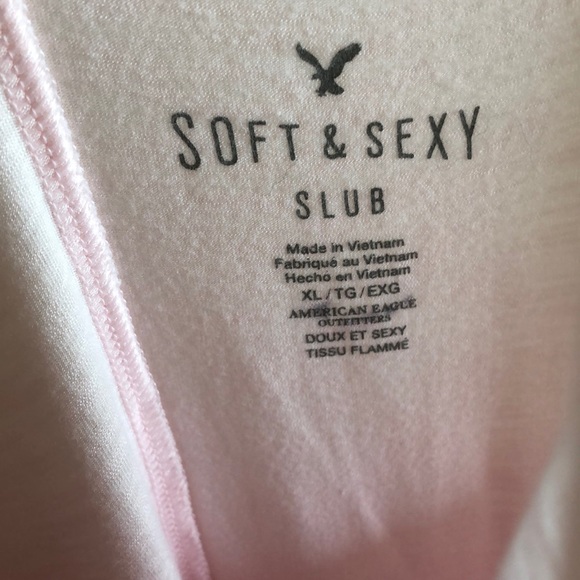 SOFT & SEXY
SLUB
Made in Vietnam
Fabriqué au Vietnam
Hecho en Vietnam
XL / TG / EXG
AMERICAN EAGLE
OUTFITTERS
DOUX ET SEXY
TISSU FLAMMÉ